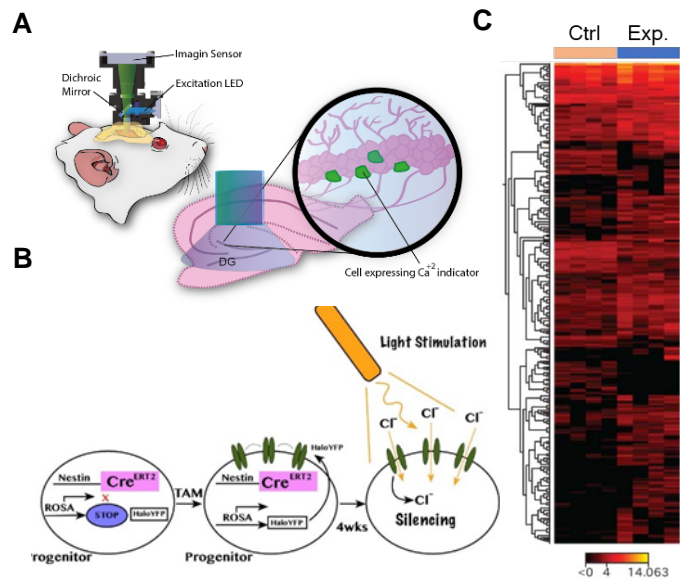 A
Imagin Sensor
Dichroic
Mirror
Excitation LED
DG
Cell expressing Ca+2 indicator
B
Light Stimulation
Cl-
Cl-
Cl-
HaloYFP
Nestin
CreERT2
ROSA
X
STOP
HaloYFP
rogenitor
TAM
Nestin
CreERT2
ROSA
HaloYFP
Progenitor
4wks
Cl-
Silencing
C
Ctrl
Exp.
<0 4 14.063